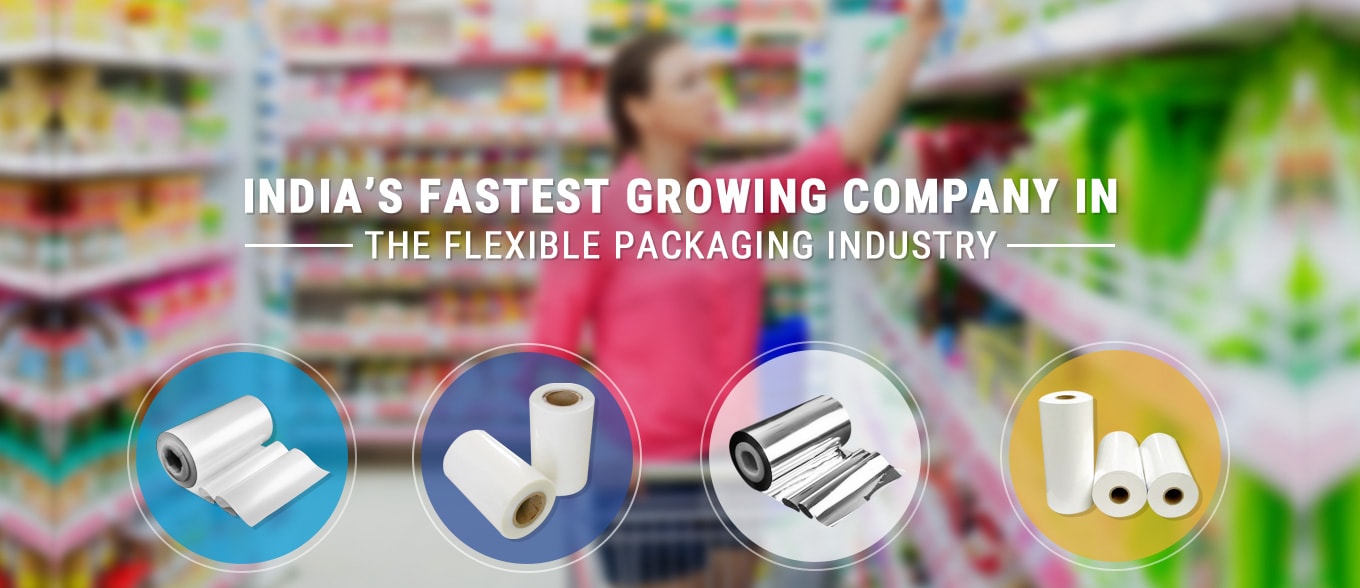 INDIA’S FASTEST GROWING COMPANY IN
THE FLEXIBLE PACKAGING INDUSTRY